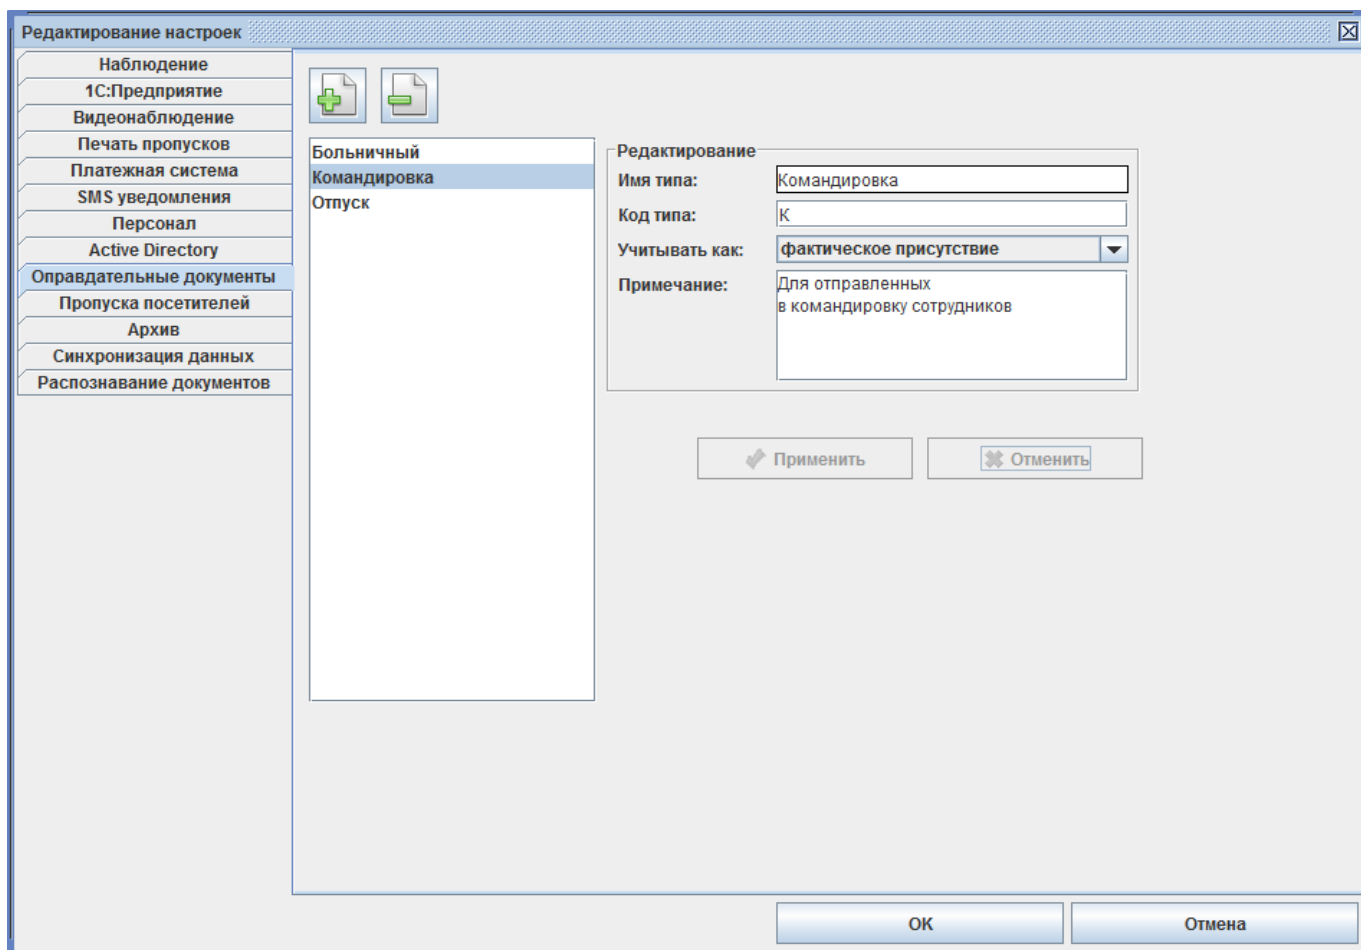 Редактирование настроек
Наблюдение
1С:Предприятие
Видеонаблюдение
Печать пропусков
Платежная система
SMS уведомления
Персонал
Active Directory
Оправдательные документы
Пропуска посетителей
Архив
Синхронизация данных
Распознавание документов
Больничный
Командировка
Отпуск
Редактирование
Имя типа: Командировка
Код типа: К
Учитывать как: фактическое присутствие
Примечание: Для отправленных
в командировку сотрудников
Применить Отменить
OK Отмена